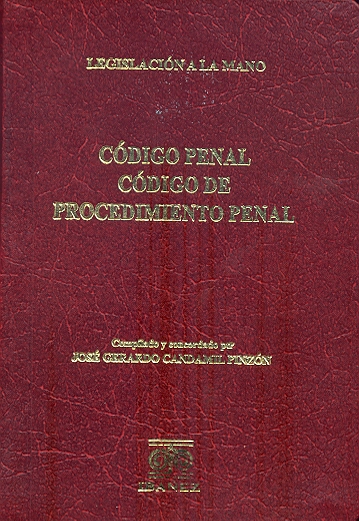 LEGISLACIÓN A LA MANO
CÓDIGO PENAL
CÓDIGO DE
PROCEDIMIENTO PENAL
Compilado y concordado por
JOSÉ GERARDO CANDAMIL PINZÓN
IBAÑEZ